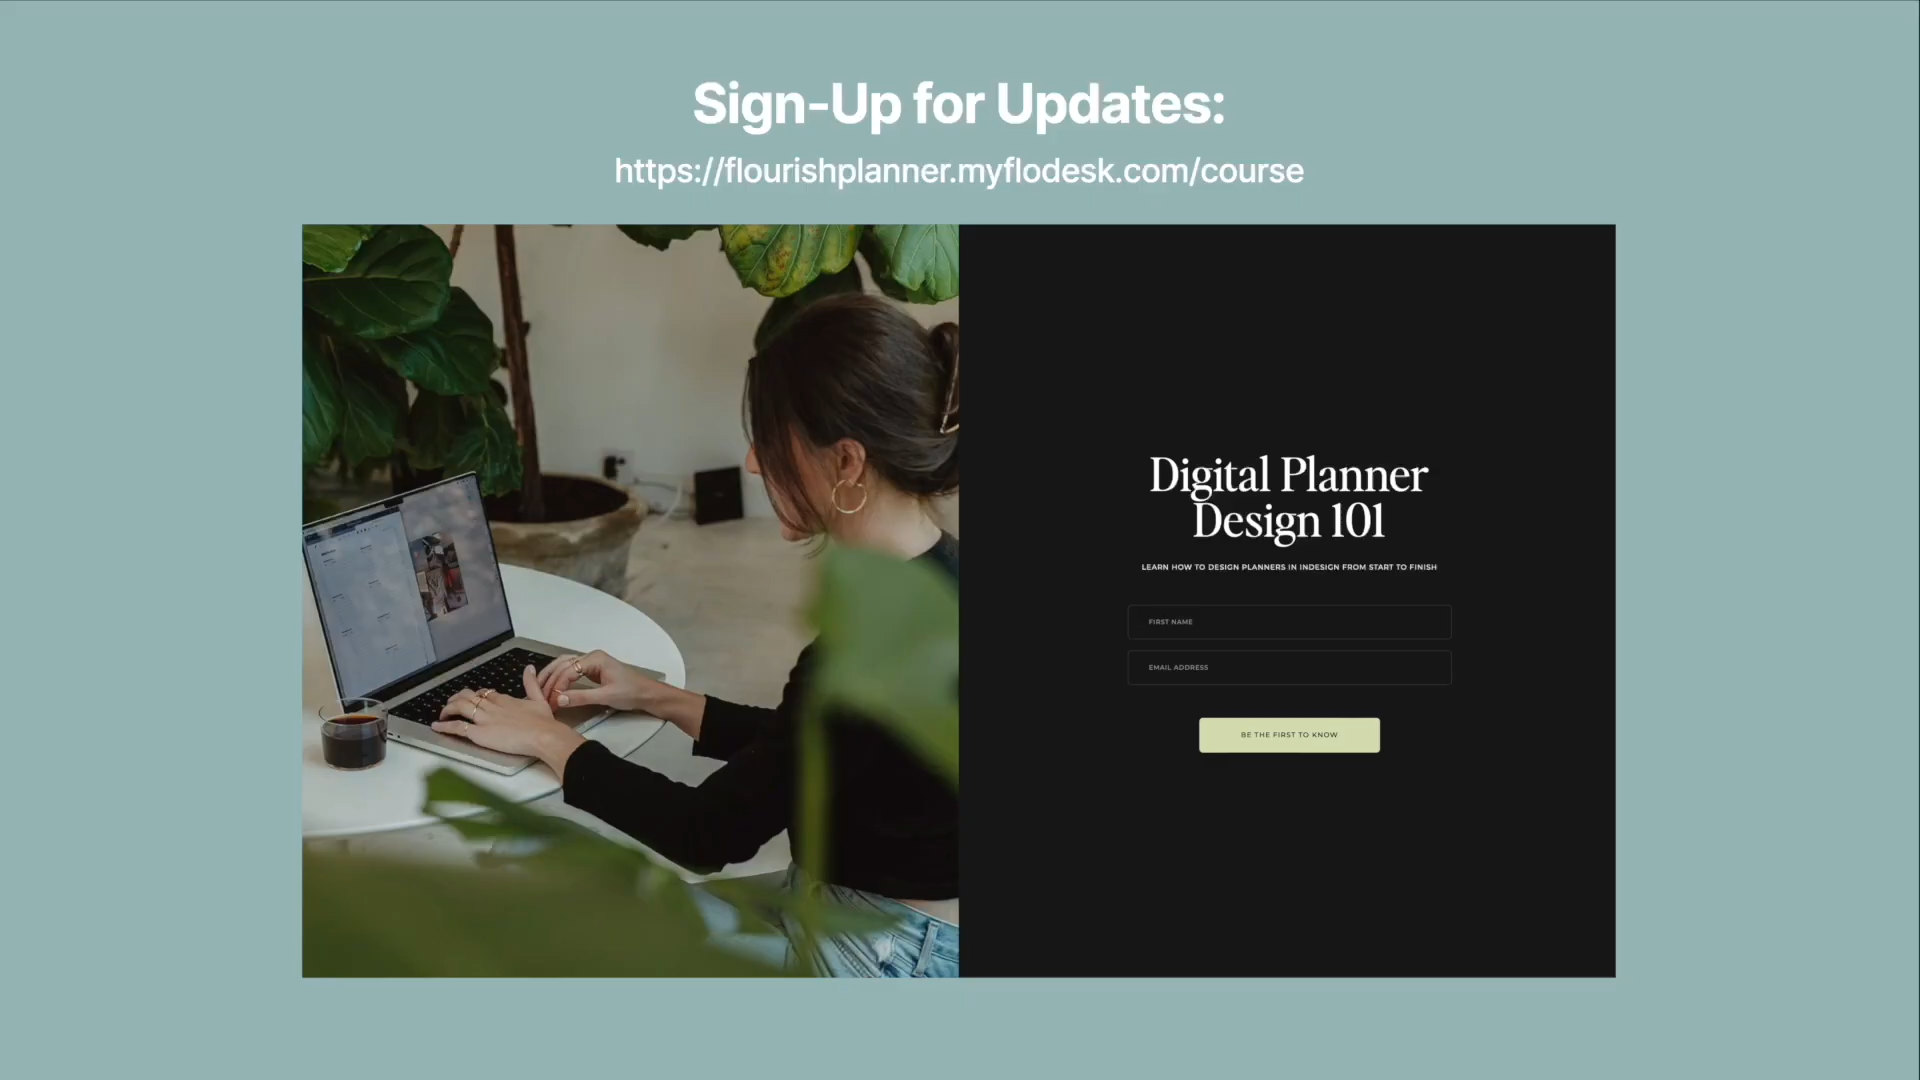 Sign-Up for Updates:
https://flourishplanner.myflodesk.com/course
Digital Planner
Design 101
LEARN HOW TO DESIGN PLANNERS IN INDESIGN FROM START TO FINISH
FIRST NAME
EMAIL ADDRESS
BE THE FIRST TO KNOW